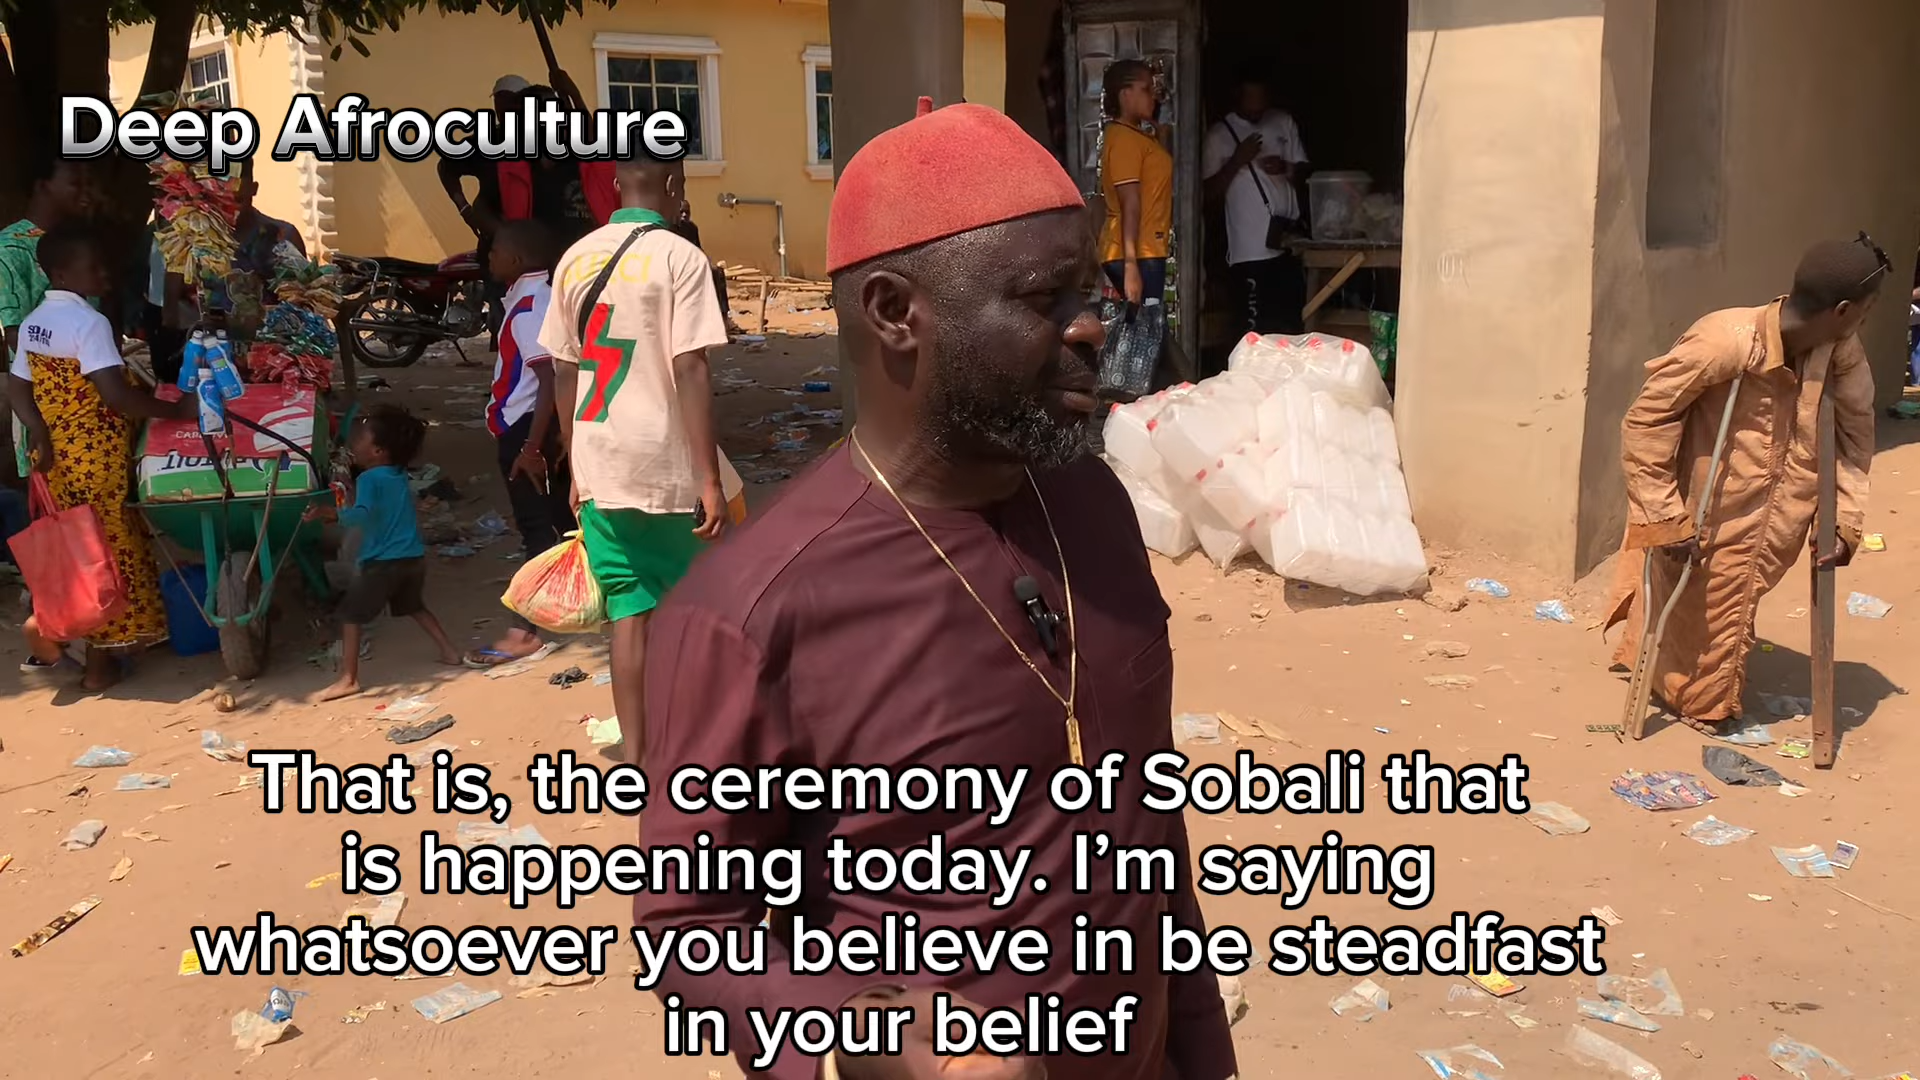 Deep Afroculture
That is, the ceremony of Sobali that
is happening today. I'm saying
whatsoever you believe in be steadfast
in your belief